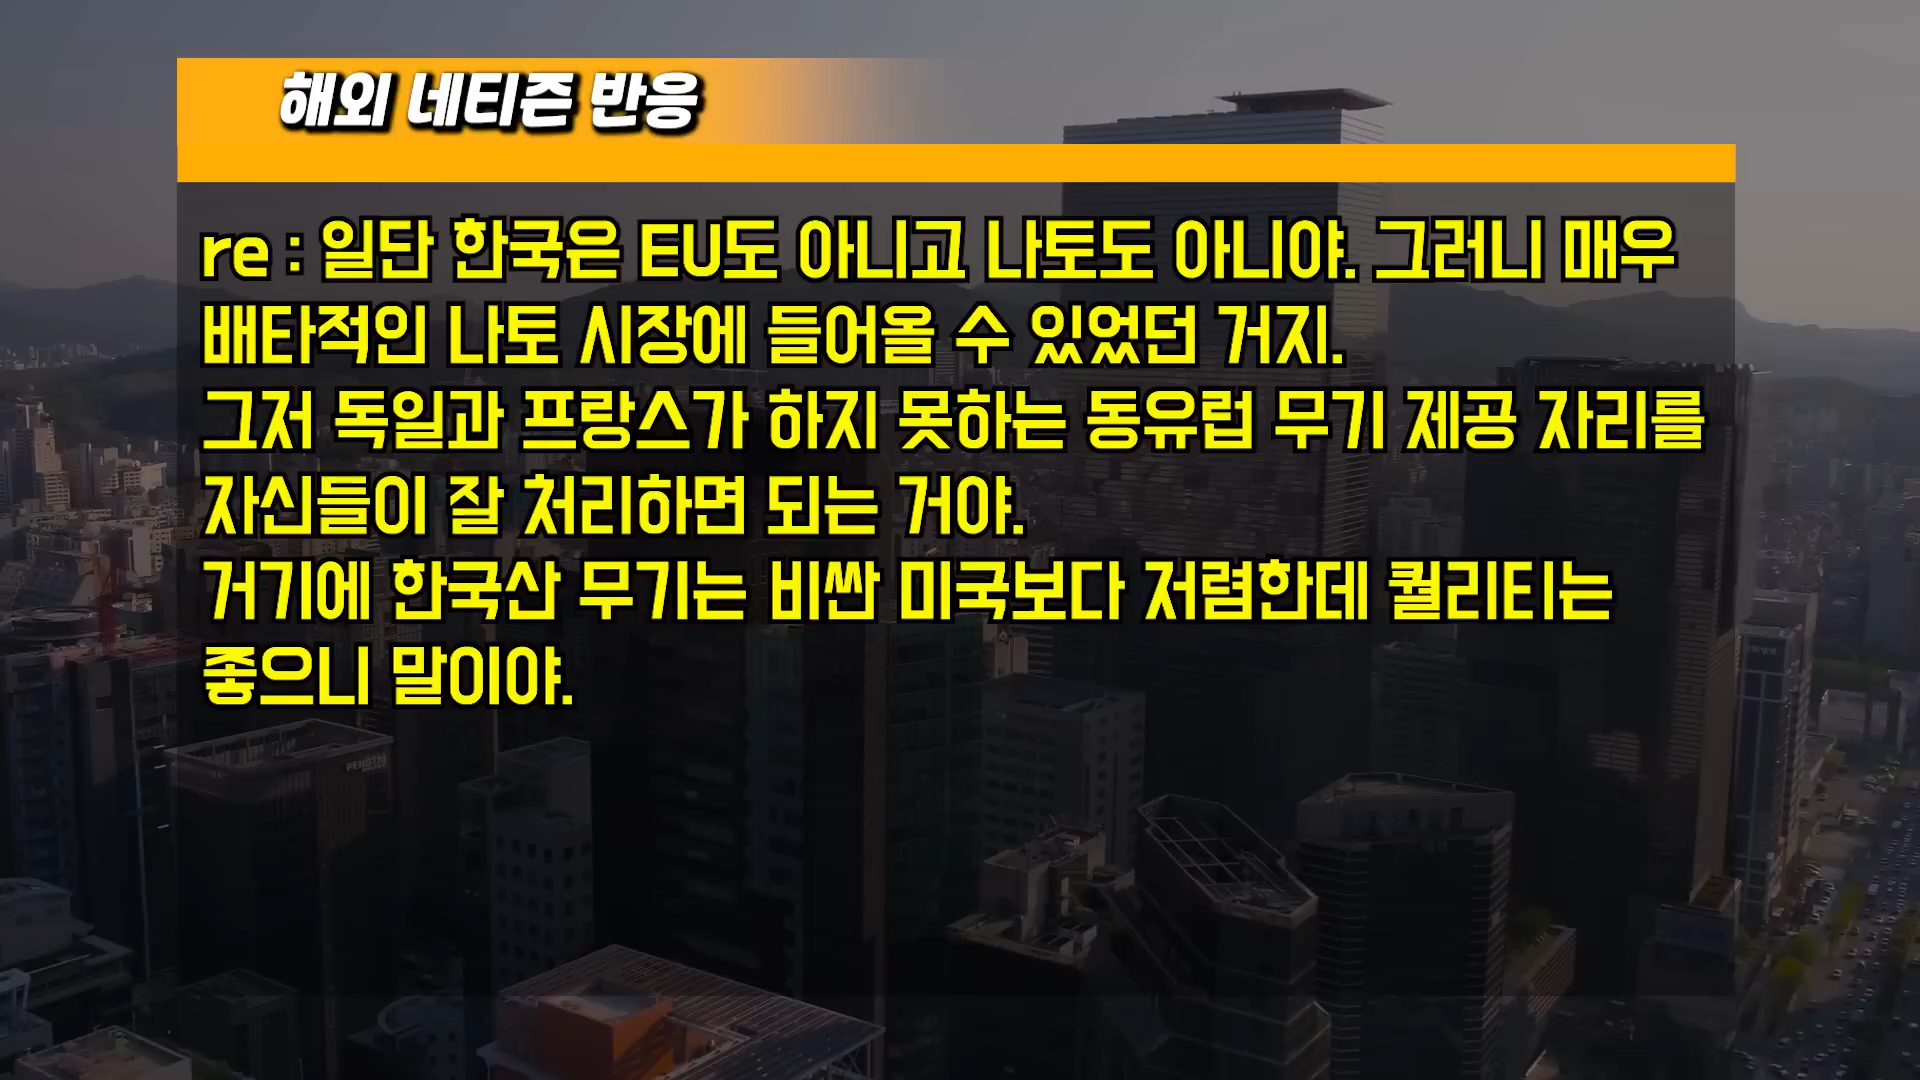 해외 네티즌 반응
re : 일단 한국은 EU도 아니고 나토도 아니야. 그러니 매우
배타적인 나토 시장에 들어올 수 있었던 거지.
그저 독일과 프랑스가 하지 못하는 동유럽 무기 제공 자리를
자신들이 잘 처리하면 되는 거야.
거기에 한국산 무기는 비싼 미국보다 저렴한데 퀄리티는
좋으니 말이야.
PENGTAI